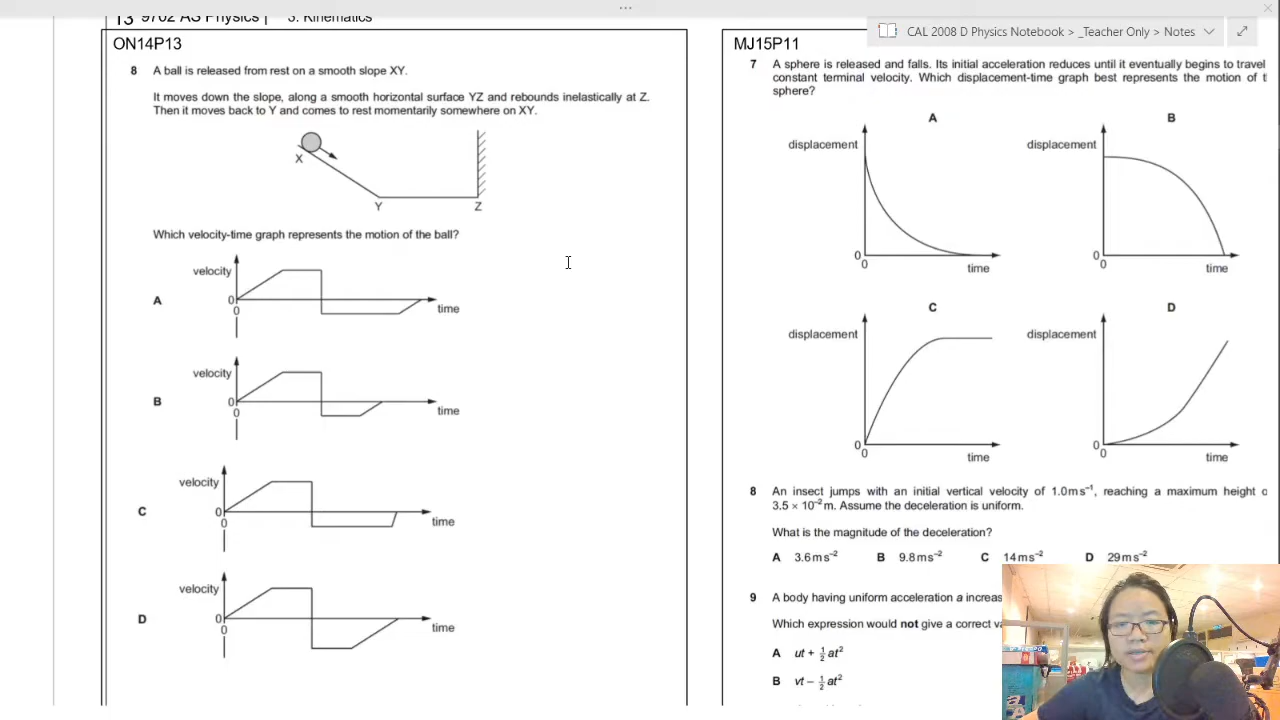 ...
CAL 2008 D Physics Notebook > _Teacher Only > Notes
13 9702 AS Physics | 3. Kinematics
ON14P13
8 A ball is released from rest on a smooth slope XY.
It moves down the slope, along a smooth horizontal surface YZ and rebounds inelastically at Z.
Then it moves back to Y and comes to rest momentarily somewhere on XY.
X
Y
Z
Which velocity-time graph represents the motion of the ball?
A
velocity
0
0
time
B
velocity
0
0
time
C
velocity
0
0
time
D
velocity
0
0
time
MJ15P11
7 A sphere is released and falls. Its initial acceleration reduces until it eventually begins to travel
constant terminal velocity. Which displacement-time graph best represents the motion of
sphere?
A
displacement
0
0
time
B
displacement
0
0
time
C
displacement
0
0
time
D
displacement
0
0
time
8 An insect jumps with an initial vertical velocity of 1.0 m s⁻¹, reaching a maximum height
3.5 × 10⁻² m. Assume the deceleration is uniform.
What is the magnitude of the deceleration?
A 3.6 m s⁻² B 9.8 m s⁻² C 14 m s⁻² D 29 m s⁻²
9 A body having uniform acceleration a
Which expression would not give a correct
A ut + ½at²
B vt − ½at²